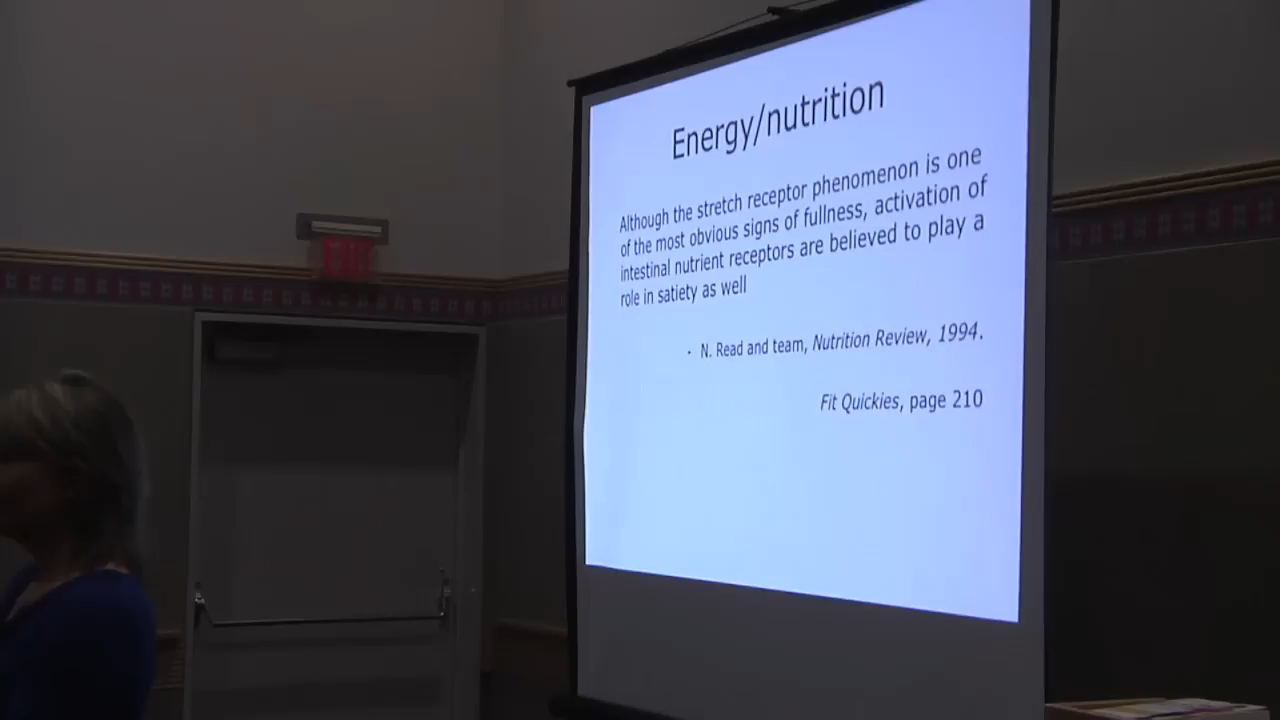 Energy/nutrition
Although the stretch receptor phenomenon is one
of the most obvious signs of fullness, activation of
intestinal nutrient receptors are believed to play a
role in satiety as well
· N. Read and team, Nutrition Review, 1994.
Fit Quickies, page 210